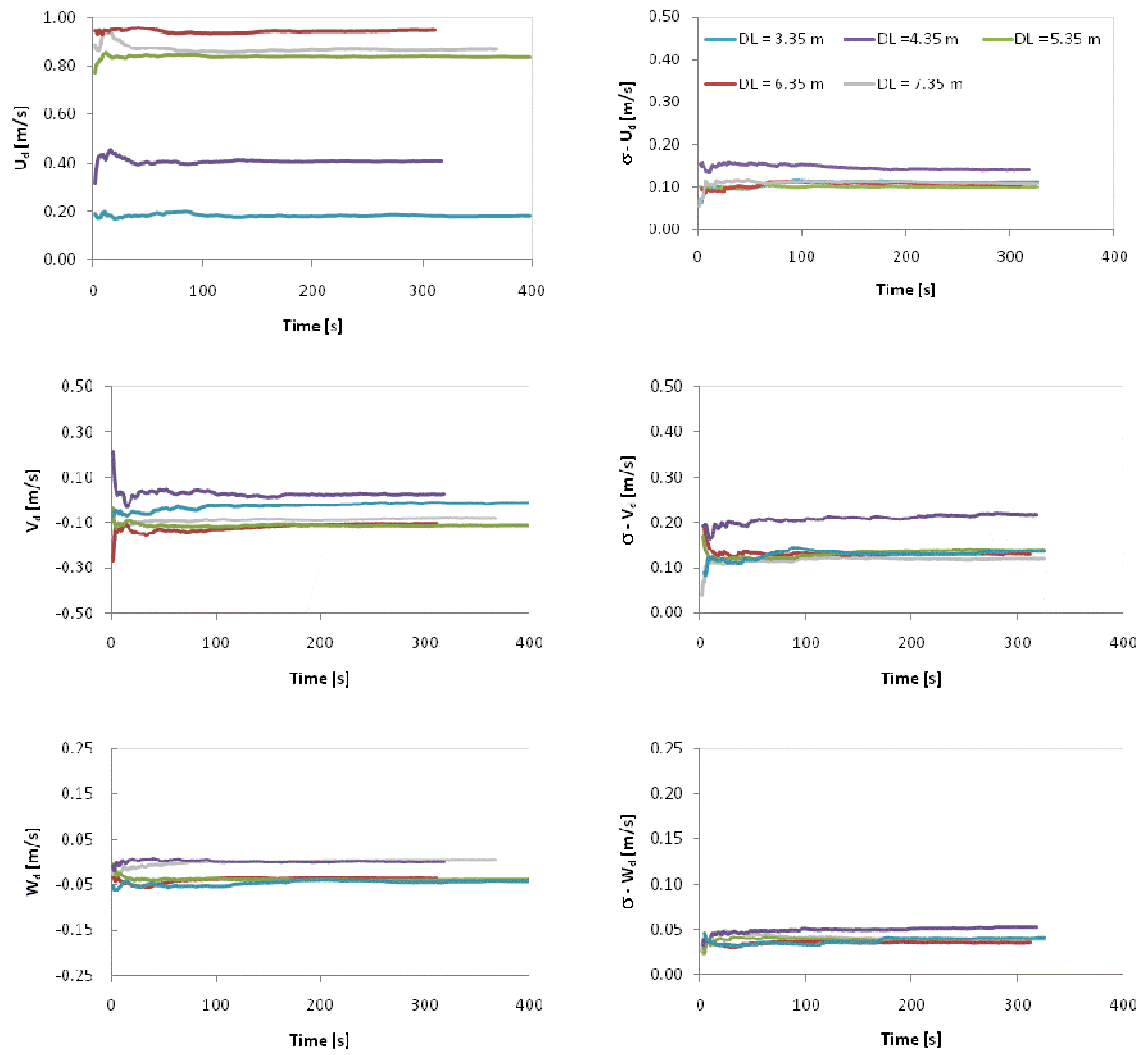 1.00
0.80
0.60
0.40
0.20
0.00
U_d [m/s]
0 100 200 300 400
Time [s]
0.50
0.40
0.30
0.20
0.10
0.00
σ - U_d [m/s]
DL = 3.35 m DL =4.35 m DL =5.35 m
DL = 6.35 m DL = 7.35 m
0 100 200 300 400
Time [s]
0.50
0.30
0.10
-0.10
-0.30
-0.50
V_d [m/s]
0 100 200 300 400
Time [s]
0.50
0.40
0.30
0.20
0.10
0.00
σ - V_c [m/s]
0 100 200 300 400
Time [s]
0.25
0.15
0.05
-0.05
-0.15
-0.25
W_d [m/s]
0 100 200 300 400
Time [s]
0.25
0.20
0.15
0.10
0.05
0.00
σ - W_d [m/s]
0 100 200 300 400
Time [s]